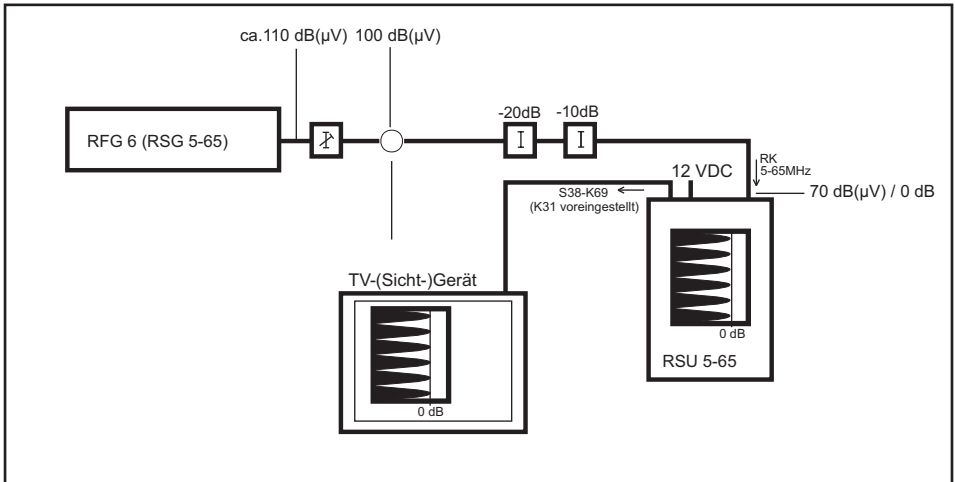 ca.110 dB(µV) 100 dB(µV)
RFG 6 (RSG 5-65)
-20dB -10dB
RK
5-65MHz
12 VDC
S38-K69
(K31 voreingestellt)
70 dB(µV) / 0 dB
TV-(Sicht-)Gerät
0 dB
RSU 5-65
0 dB